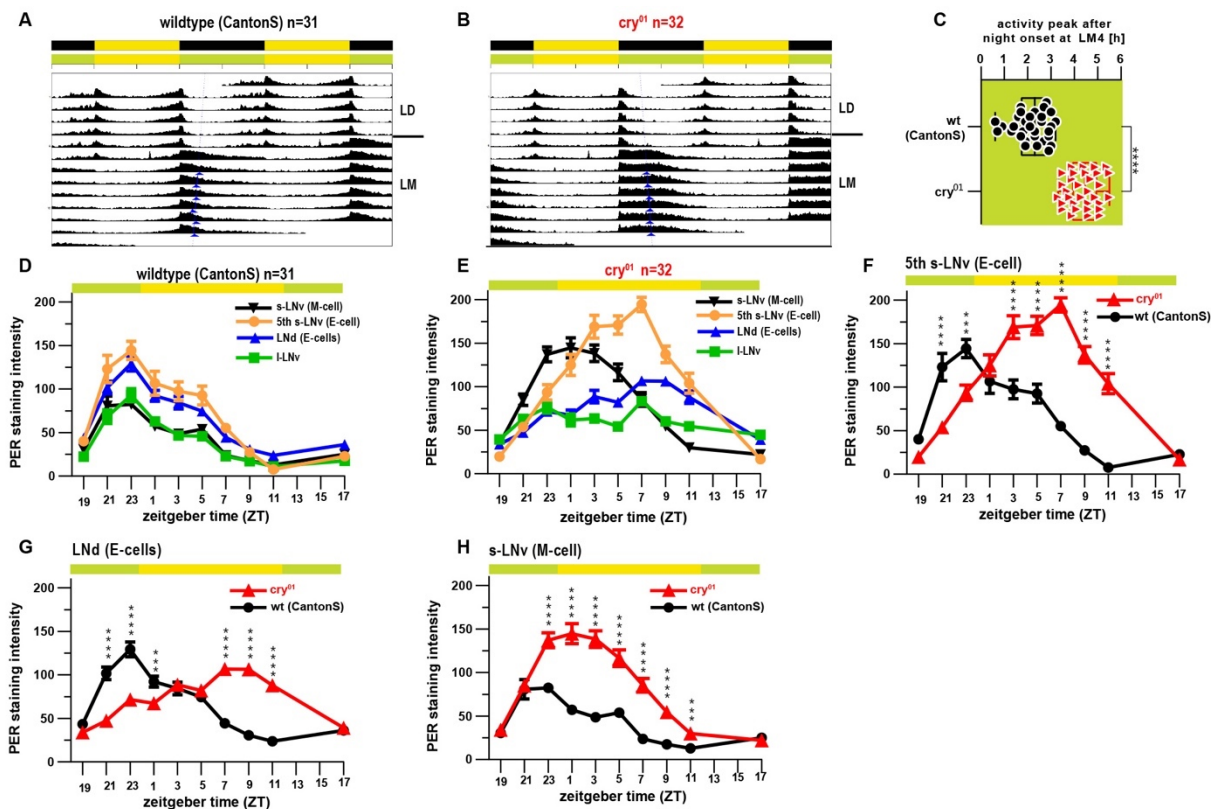 A
wildtype (CantonS) n=31
LD
LM
B
cry⁰¹ n=32
LD
LM
C
activity peak after
night onset at LM4 [h]
0 1 2 3 4 5 6
wt
(CantonS)
cry⁰¹
****
D
wildtype (CantonS) n=31
s-LNv (M-cell)
5th s-LNv (E-cell)
LNd (E-cells)
l-LNv
PER staining intensity
200
150
100
50
0
19 21 23 1 3 5 7 9 11 13 15 17
zeitgeber time (ZT)
E
cry⁰¹ n=32
s-LNv (M-cell)
5th s-LNv (E-cell)
LNd (E-cells)
l-LNv
PER staining intensity
200
150
100
50
0
19 21 23 1 3 5 7 9 11 13 15 17
zeitgeber time (ZT)
F
5th s-LNv (E-cell)
cry⁰¹
wt (CantonS)
**** **** **** **** **** **** ****
PER staining intensity
200
150
100
50
0
19 21 23 1 3 5 7 9 11 13 15 17
zeitgeber time (ZT)
G
LNd (E-cells)
cry⁰¹
wt (CantonS)
**** **** *** **** **** ****
PER staining intensity
200
150
100
50
0
19 21 23 1 3 5 7 9 11 13 15 17
zeitgeber time (ZT)
H
s-LNv (M-cell)
cry⁰¹
wt (CantonS)
**** **** **** **** **** **** ***
PER staining intensity
200
150
100
50
0
19 21 23 1 3 5 7 9 11 13 15 17
zeitgeber time (ZT)